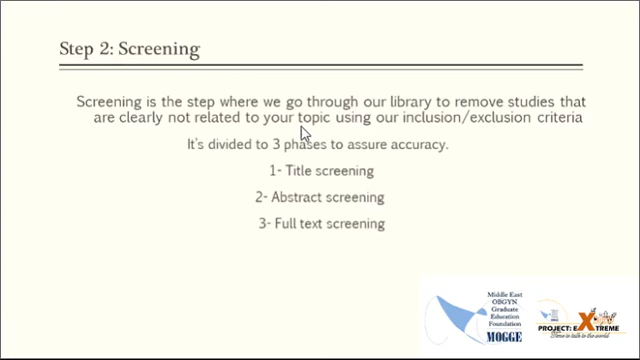 Step 2: Screening
Screening is the step where we go through our library to remove studies that
are clearly not related to your topic using our inclusion/exclusion criteria
It's divided to 3 phases to assure accuracy.
1- Title screening
2- Abstract screening
3- Full text screening
Middle East
OBGYN
Graduate
Education
Foundation
MOGGE
PROJECT: EXTREME